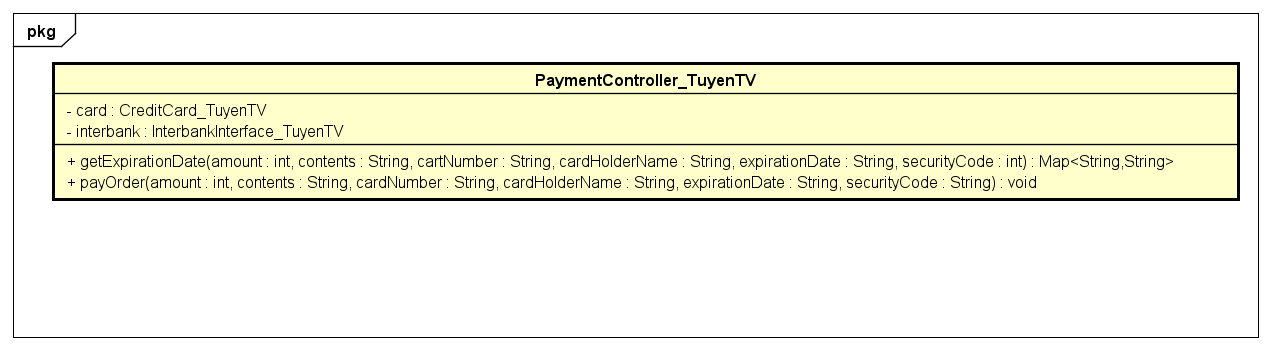 pkg
PaymentController_TuyenTV
- card : CreditCard_TuyenTV
- interbank : InterbankInterface_TuyenTV
+ getExpirationDate(amount : int, contents : String, cartNumber : String, cardHolderName : String, expirationDate : String, securityCode : int) : Map<String,String>
+ payOrder(amount : int, contents : String, cardNumber : String, cardHolderName : String, expirationDate : String, securityCode : String) : void